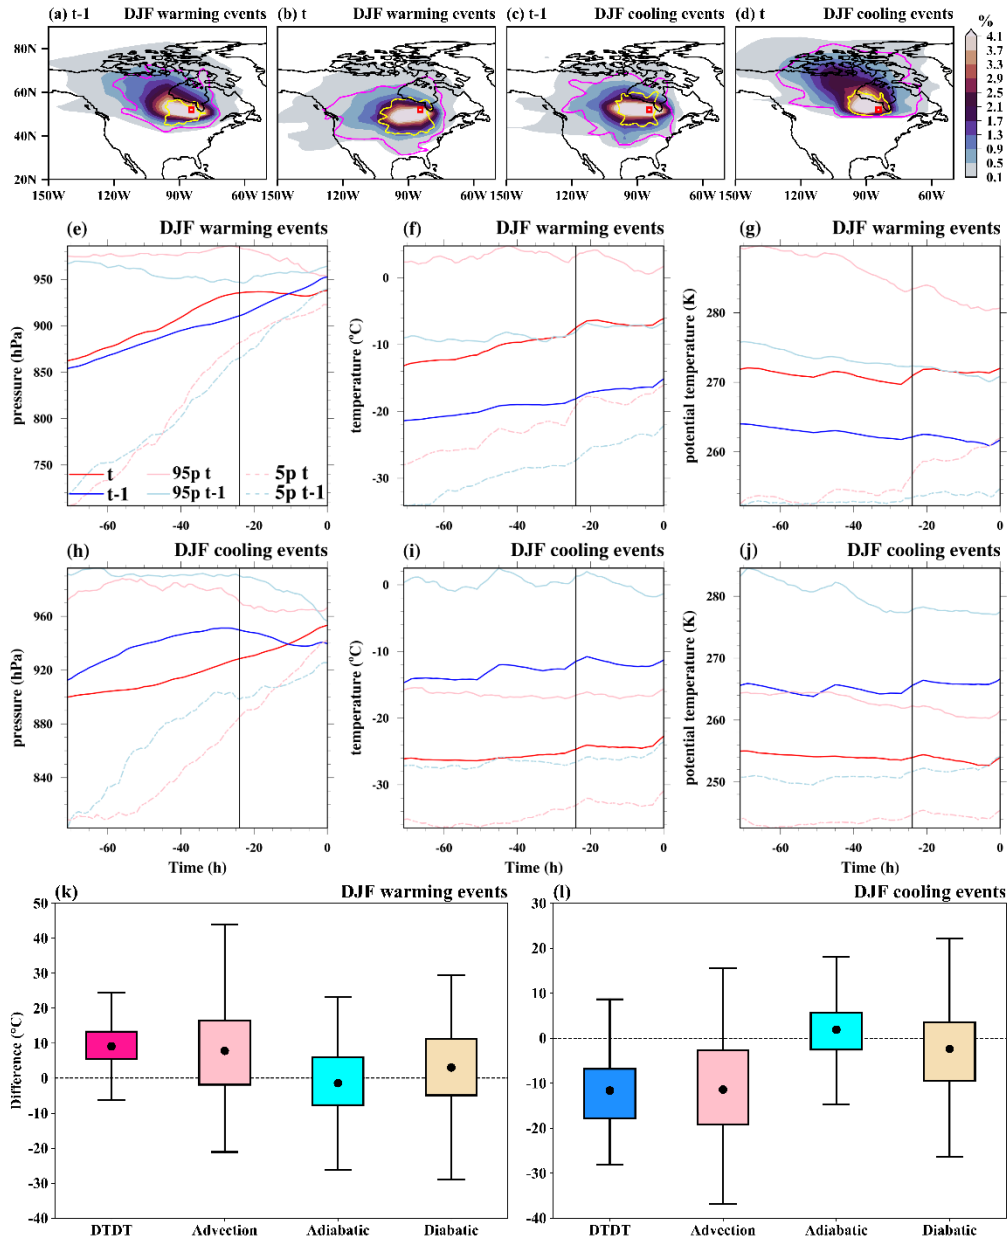 (a) t-1 DJF warming events
(b) t DJF warming events
(c) t-1 DJF cooling events
(d) t DJF cooling events
%
80N
60N
40N
20N
150W 120W 90W 60W
150W 120W 90W 60W
150W 120W 90W 60W
150W 120W 90W 60W
4.1
3.7
3.3
2.9
2.5
2.1
1.7
1.3
0.9
0.5
0.1
(e) DJF warming events
pressure (hPa)
950
900
850
800
750
t 95p t 5p t
t-1 95p t-1 5p t-1
-60 -40 -20 0
(f) DJF warming events
temperature (°C)
0
-10
-20
-30
-60 -40 -20 0
(g) DJF warming events
potential temperature (K)
280
270
260
-60 -40 -20 0
(h) DJF cooling events
pressure (hPa)
960
920
880
840
-60 -40 -20 0
Time (h)
(i) DJF cooling events
temperature (°C)
0
-10
-20
-30
-60 -40 -20 0
Time (h)
(j) DJF cooling events
potential temperature (K)
280
270
260
250
-60 -40 -20 0
Time (h)
(k) DJF warming events
Difference (°C)
50
40
30
20
10
0
-10
-20
-30
-40
DTDT Advection Adiabatic Diabatic
(l) DJF cooling events
30
20
10
0
-10
-20
-30
-40
DTDT Advection Adiabatic Diabatic